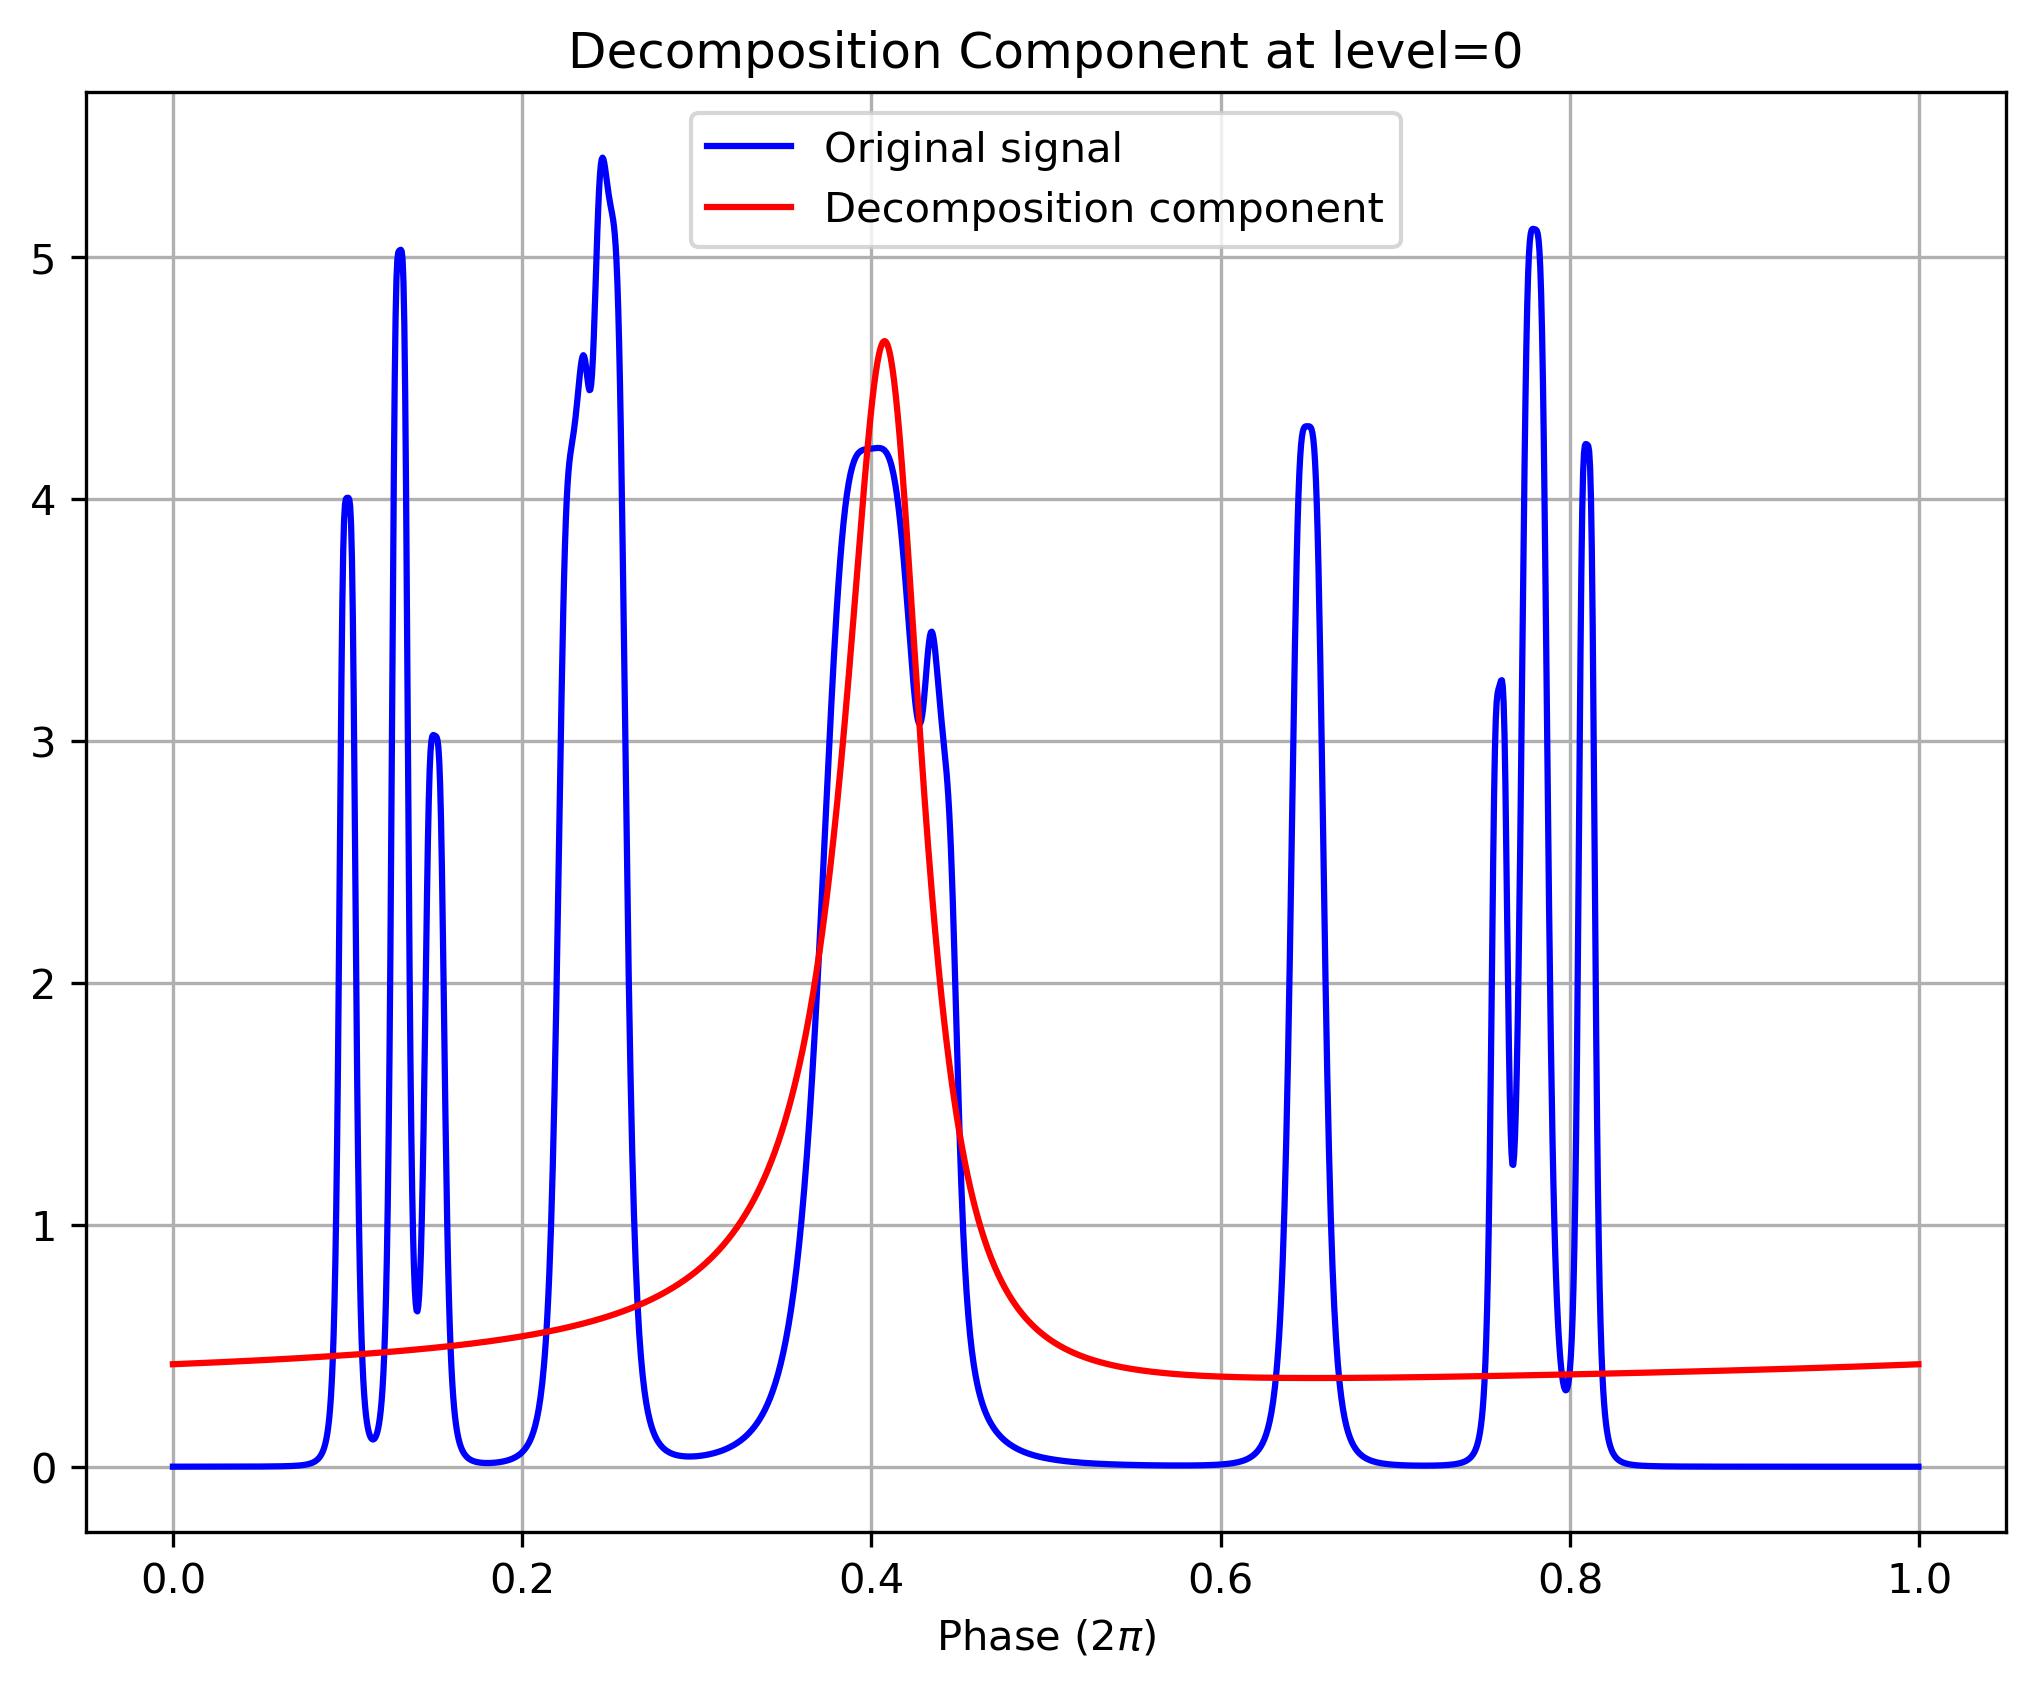 Decomposition Component at level=0
Original signal
Decomposition component
5
4
3
2
1
0
0.0 0.2 0.4 0.6 0.8 1.0
Phase (2π)